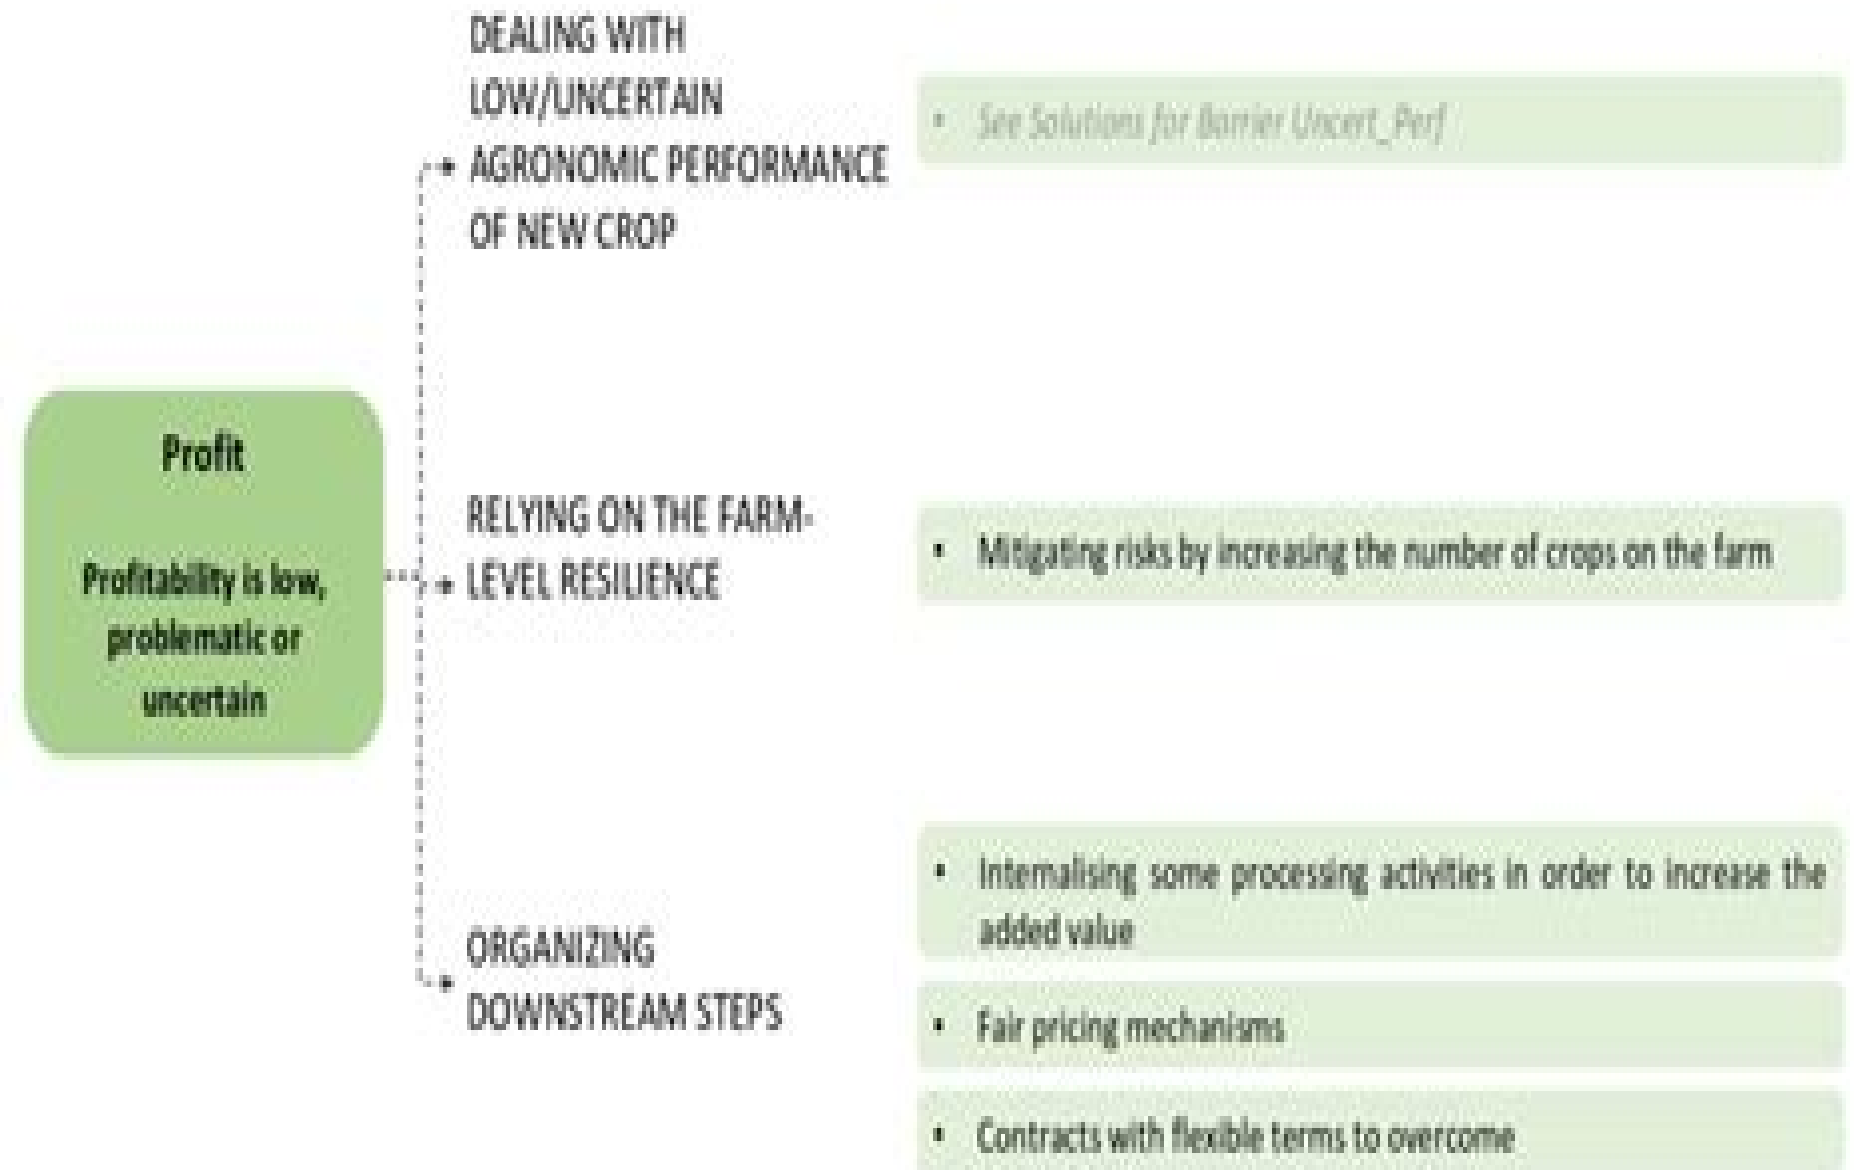 Profit
Profitability is low,
problematic or
uncertain
DEALING WITH
LOW/UNCERTAIN
AGRONOMIC PERFORMANCE
OF NEW CROP
• See Solutions for Barrier Uncert_Perf
RELYING ON THE FARM-
LEVEL RESILIENCE
• Mitigating risks by increasing the number of crops on the farm
ORGANIZING
DOWNSTREAM STEPS
• Internalising some processing activities in order to increase the
added value
• Fair pricing mechanisms
• Contracts with flexible terms to overcome